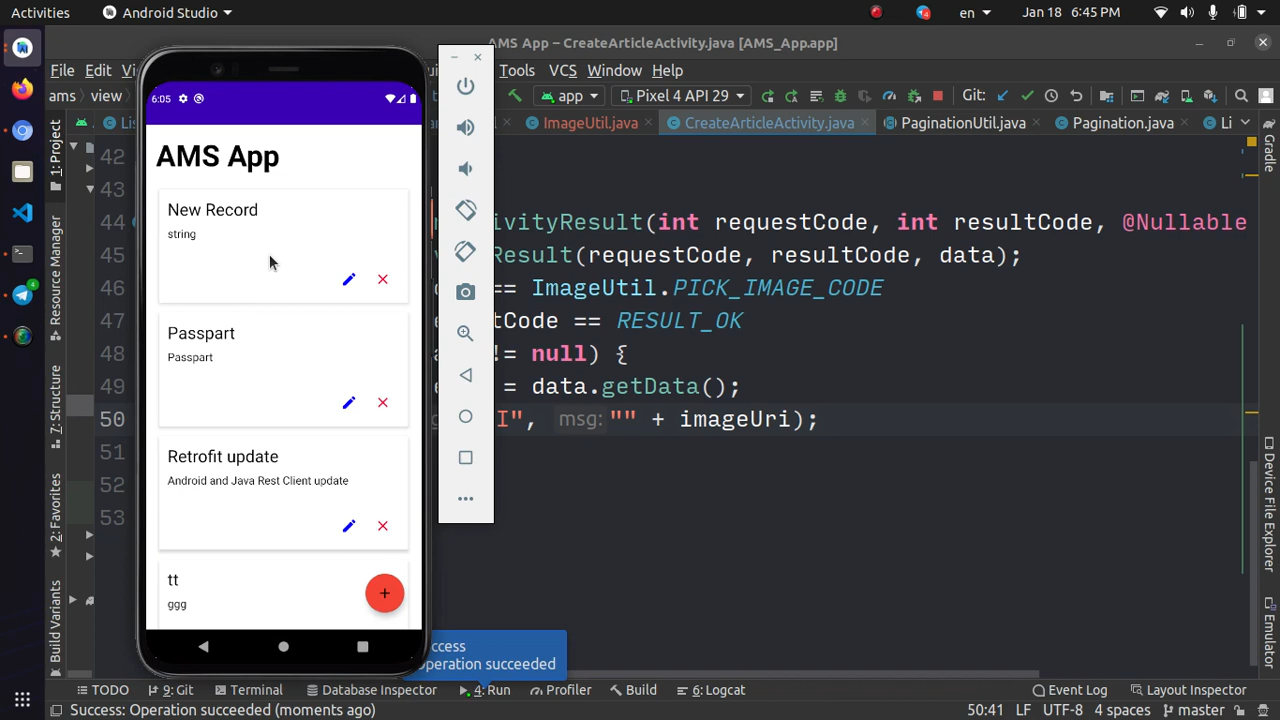 Activities
Android Studio
en
Jan 18 6:45 PM
AMS App – CreateArticleActivity.java [AMS_App.app]
File Edit Vi
Tools VCS Window Help
ams view
app
Pixel 4 API 29
Git:
Lis
ImageUtil.java
CreateArticleActivity.java
PaginationUtil.java
Pagination.java
Li
1: Project
Resource Manager
7: Structure
2: Favorites
Build Variants
Gradle
Device File Explorer
Emulator
42
43
44 ivityResult(int requestCode, int resultCode, @Nullable
45 Result(requestCode, resultCode, data);
46 == ImageUtil.PICK_IMAGE_CODE
47 tCode == RESULT_OK
48 != null) {
49 = data.getData();
50 I", msg: "" + imageUri);
51
52
53
6:05
AMS App
New Record
string
Passpart
Passpart
Retrofit update
Android and Java Rest Client update
tt
ggg
+
ccess
Operation succeeded
TODO
9: Git
Terminal
Database Inspector
4: Run
Profiler
Build
6: Logcat
Event Log
Layout Inspector
Success: Operation succeeded (moments ago)
50:41 LF UTF-8 4 spaces master